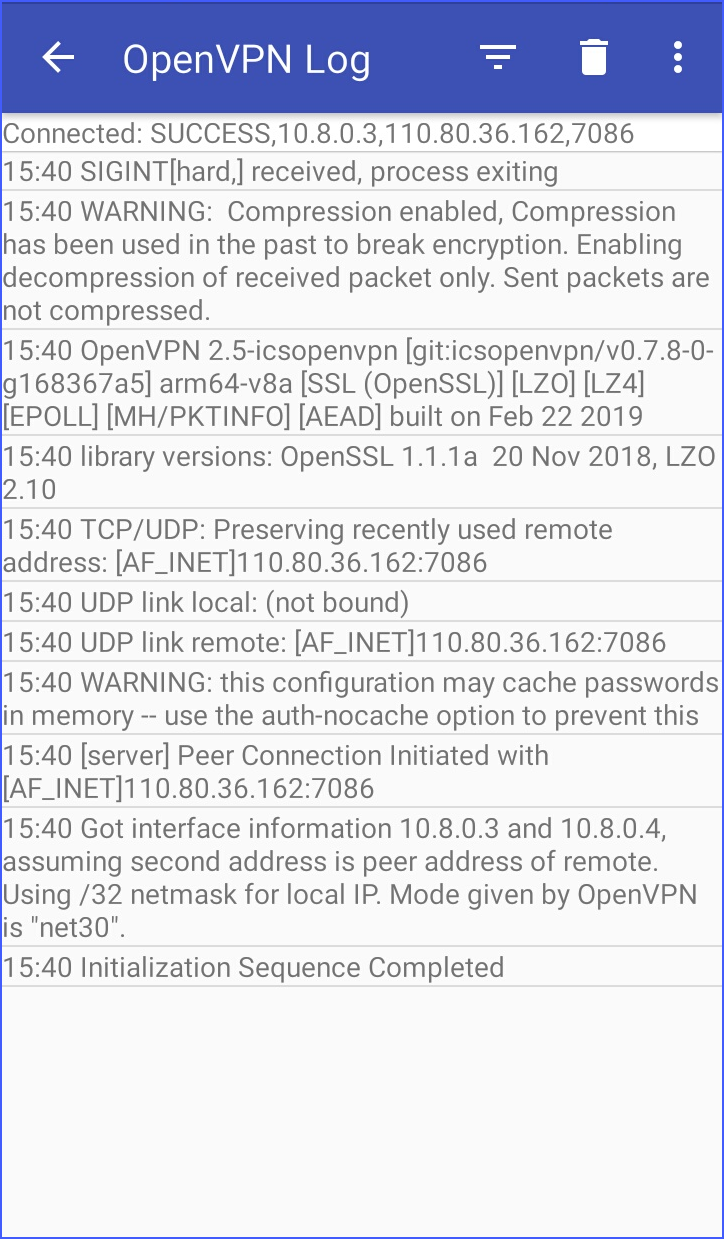 OpenVPN Log
Connected: SUCCESS,10.8.0.3,110.80.36.162,7086
15:40 SIGINT[hard,] received, process exiting
15:40 WARNING:  Compression enabled, Compression
has been used in the past to break encryption. Enabling
decompression of received packet only. Sent packets are
not compressed.
15:40 OpenVPN 2.5-icsopenvpn [git:icsopenvpn/v0.7.8-0-
g168367a5] arm64-v8a [SSL (OpenSSL)] [LZO] [LZ4]
[EPOLL] [MH/PKTINFO] [AEAD] built on Feb 22 2019
15:40 library versions: OpenSSL 1.1.1a  20 Nov 2018, LZO
2.10
15:40 TCP/UDP: Preserving recently used remote
address: [AF_INET]110.80.36.162:7086
15:40 UDP link local: (not bound)
15:40 UDP link remote: [AF_INET]110.80.36.162:7086
15:40 WARNING: this configuration may cache passwords
in memory -- use the auth-nocache option to prevent this
15:40 [server] Peer Connection Initiated with
[AF_INET]110.80.36.162:7086
15:40 Got interface information 10.8.0.3 and 10.8.0.4,
assuming second address is peer address of remote.
Using /32 netmask for local IP. Mode given by OpenVPN
is "net30".
15:40 Initialization Sequence Completed